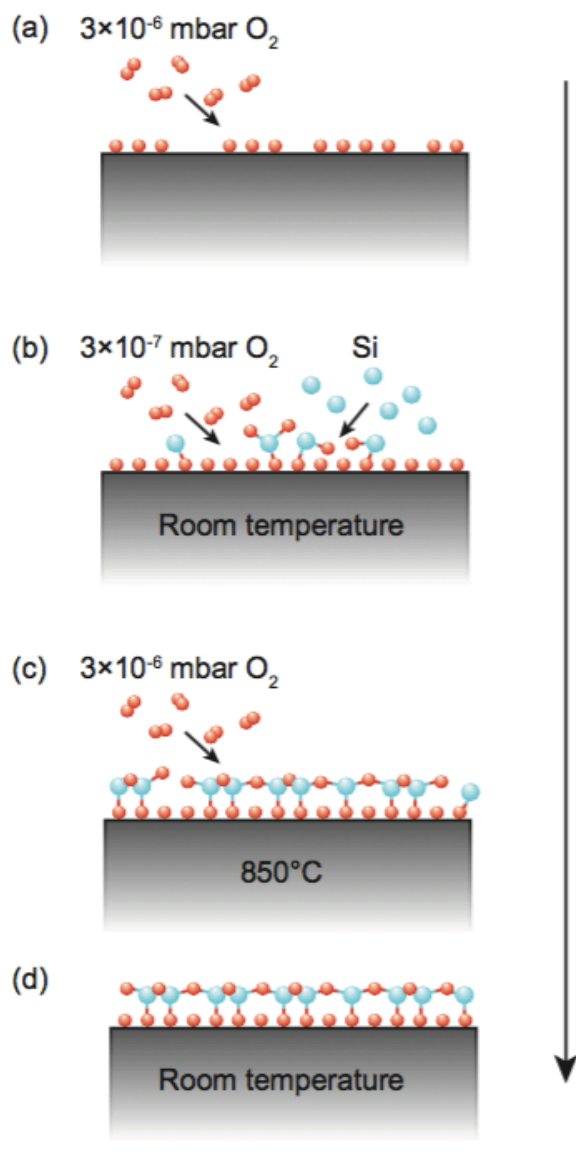 (a) 3×10⁻⁶ mbar O₂
(b) 3×10⁻⁷ mbar O₂ Si
Room temperature
(c) 3×10⁻⁶ mbar O₂
850°C
(d)
Room temperature